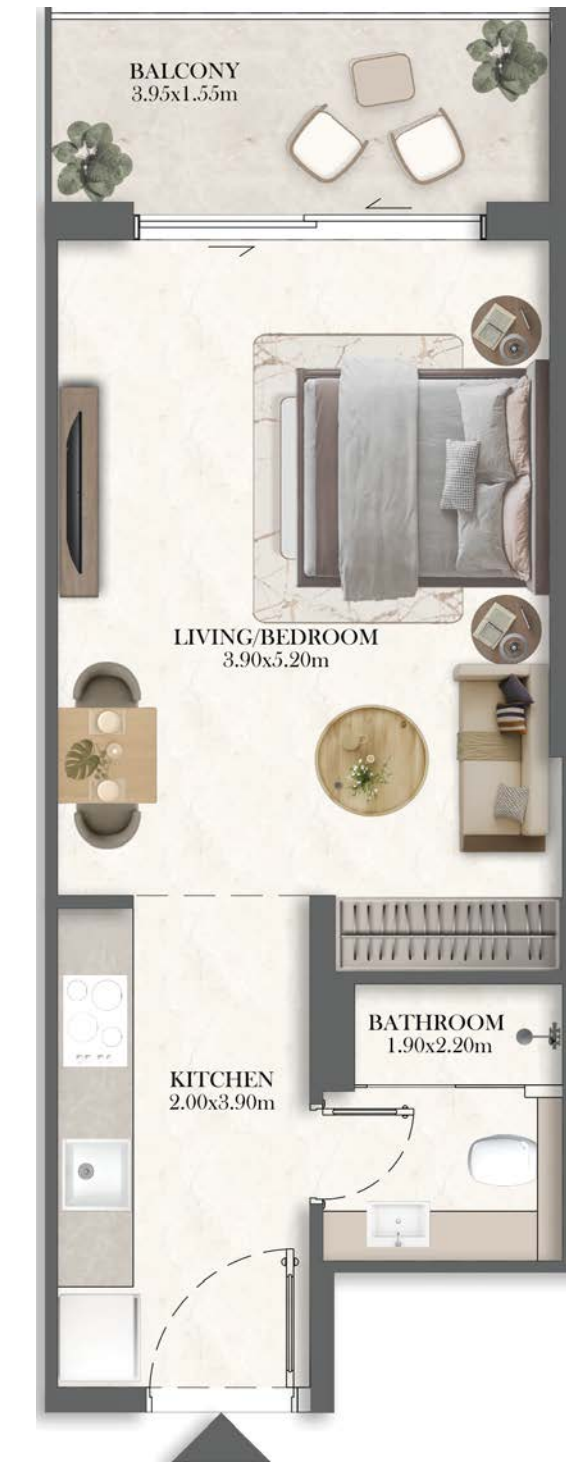 BALCONY
3.95x1.55m
LIVING/BEDROOM
3.90x5.20m
BATHROOM
1.90x2.20m
KITCHEN
2.00x3.90m